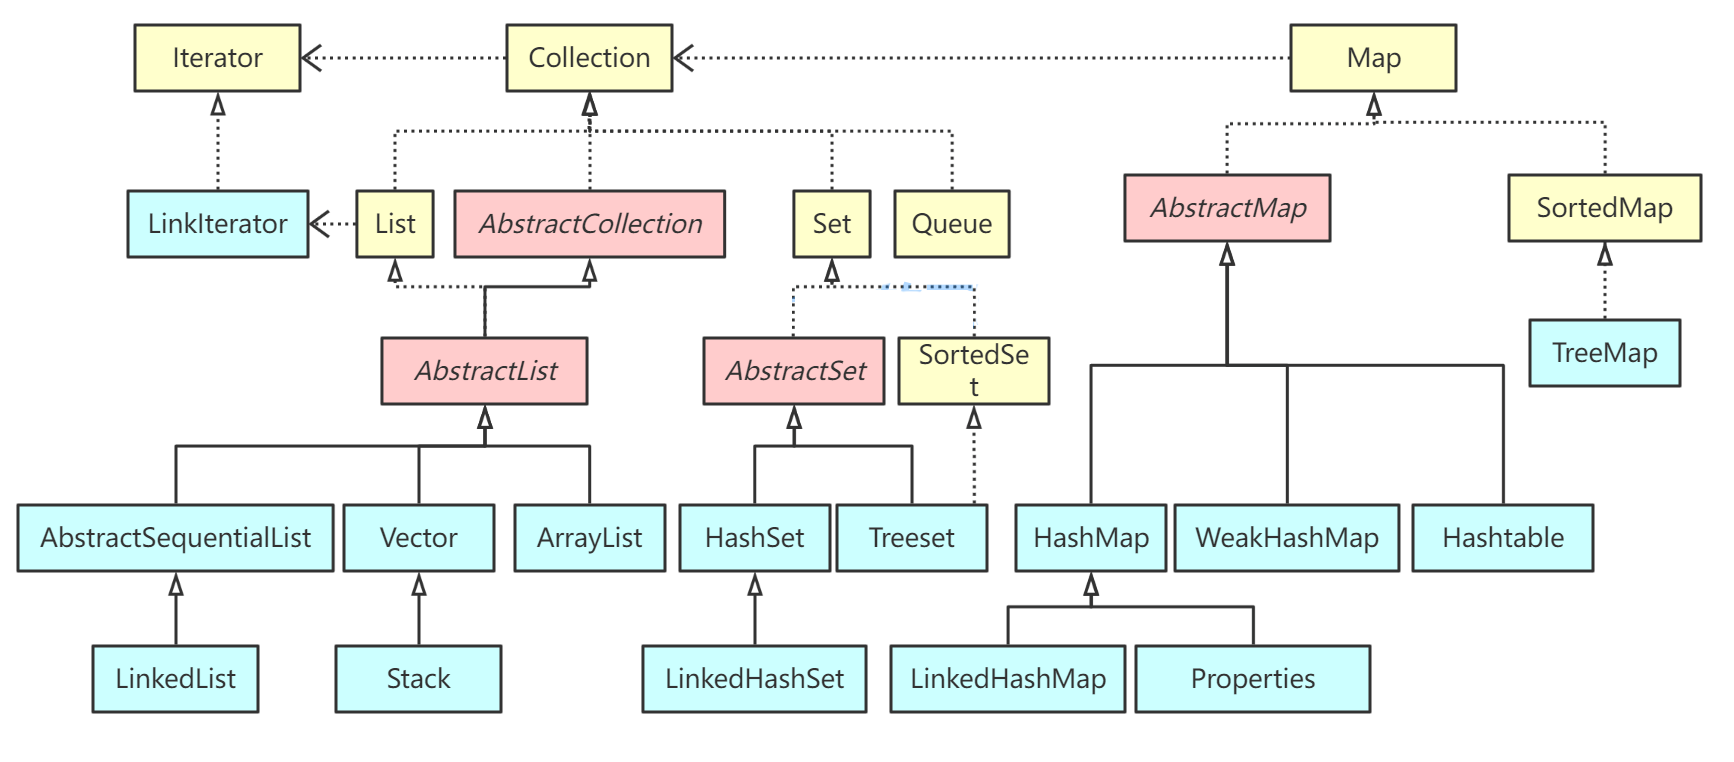 Iterator
Collection
Map
LinkIterator
List
AbstractCollection
Set
Queue
AbstractMap
SortedMap
AbstractList
AbstractSet
SortedSe
t
TreeMap
AbstractSequentialList
Vector
ArrayList
HashSet
Treeset
HashMap
WeakHashMap
Hashtable
LinkedList
Stack
LinkedHashSet
LinkedHashMap
Properties